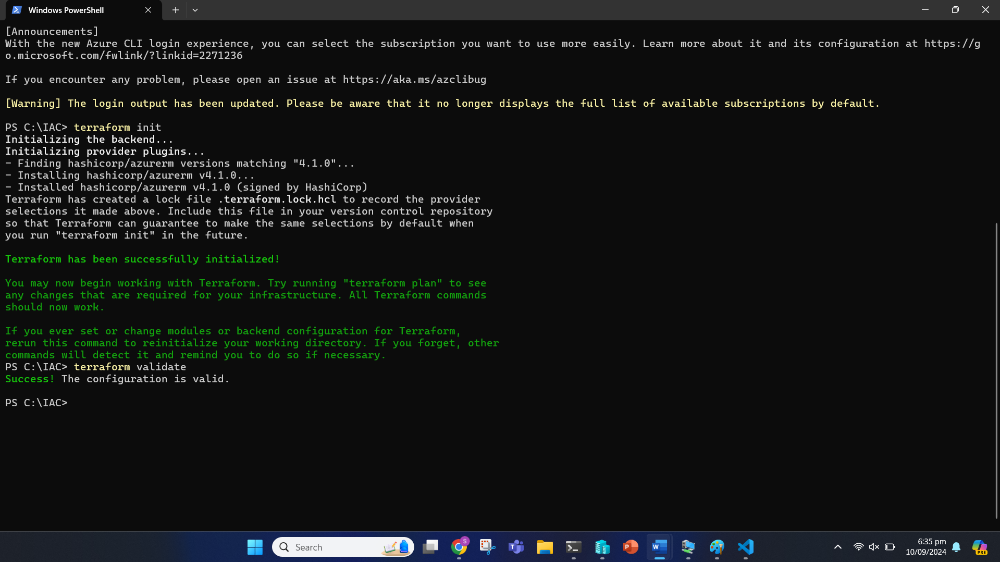 Windows PowerShell
[Announcements]
With the new Azure CLI login experience, you can select the subscription you want to use more easily. Learn more about it and its configuration at https://g
o.microsoft.com/fwlink/?linkid=2271236
If you encounter any problem, please open an issue at https://aka.ms/azclibug
[Warning] The login output has been updated. Please be aware that it no longer displays the full list of available subscriptions by default.
PS C:\IAC> terraform init
Initializing the backend...
Initializing provider plugins...
- Finding hashicorp/azurerm versions matching "4.1.0"...
- Installing hashicorp/azurerm v4.1.0...
- Installed hashicorp/azurerm v4.1.0 (signed by HashiCorp)
Terraform has created a lock file .terraform.lock.hcl to record the provider
selections it made above. Include this file in your version control repository
so that Terraform can guarantee to make the same selections by default when
you run "terraform init" in the future.
Terraform has been successfully initialized!
You may now begin working with Terraform. Try running "terraform plan" to see
any changes that are required for your infrastructure. All Terraform commands
should now work.
If you ever set or change modules or backend configuration for Terraform,
rerun this command to reinitialize your working directory. If you forget, other
commands will detect it and remind you to do so if necessary.
PS C:\IAC> terraform validate
Success! The configuration is valid.
PS C:\IAC>
Search
S
T
P
W
6:35 pm
10/09/2024
PRE